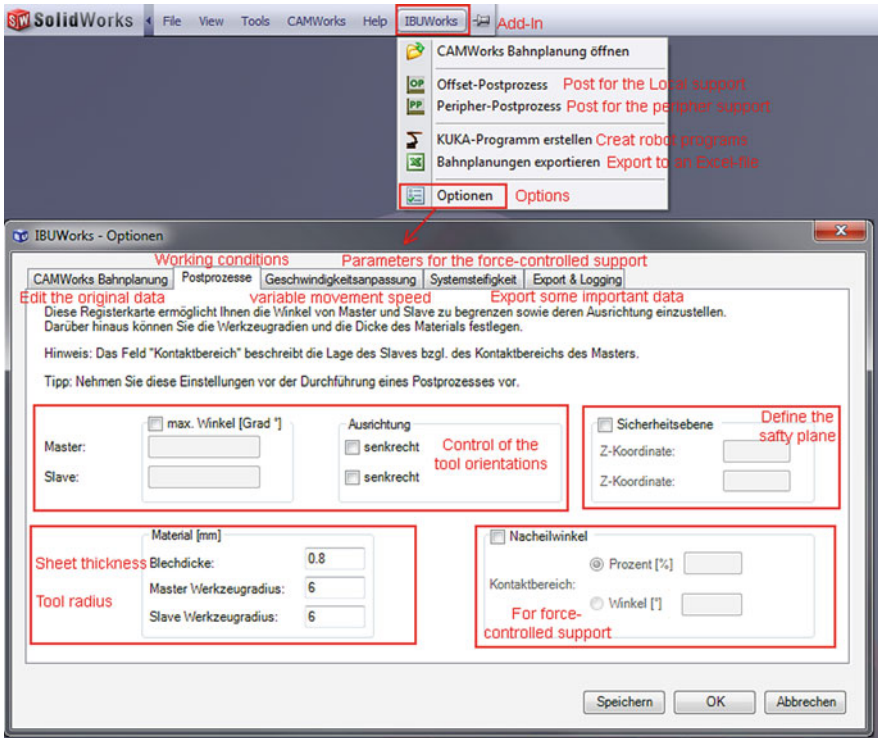 SolidWorks File View Tools CAMWorks Help IBUWorks Add-In
CAMWorks Bahnplanung öffnen
Offset-Postprozess Post for the Local support
Peripher-Postprozess Post for the peripher support
KUKA-Programm erstellen Creat robot programs
Bahnplanungen exportieren Export to an Excel-file
Optionen Options
IBUWorks - Optionen
Working conditions Parameters for the force-controlled support
CAMWorks Bahnplanung Postprozesse Geschwindigkeitsanpassung Systemsteifigkeit Export & Logging
Edit the original data variable movement speed Export some important data
Diese Registerkarte ermöglicht Ihnen die Winkel von Master und Slave zu begrenzen sowie deren Ausrichtung einzustellen.
Darüber hinaus können Sie die Werkzeugradien und die Dicke des Materials festlegen.
Hinweis: Das Feld "Kontaktbereich" beschreibt die Lage des Slaves bzgl. des Kontaktbereichs des Masters.
Tipp: Nehmen Sie diese Einstellungen vor der Durchführung eines Postprozesses vor.
max. Winkel [Grad °]
Master:
Slave:
Ausrichtung
senkrecht
senkrecht
Control of the
tool orientations
Sicherheitsebene
Z-Koordinate:
Z-Koordinate:
Define the
safty plane
Material [mm]
Sheet thickness Blechdicke: 0.8
Master Werkzeugradius: 6
Tool radius
Slave Werkzeugradius: 6
Nacheilwinkel
Kontaktbereich:
Prozent [%]
Winkel [°]
For force-
controlled support
Speichern OK Abbrechen